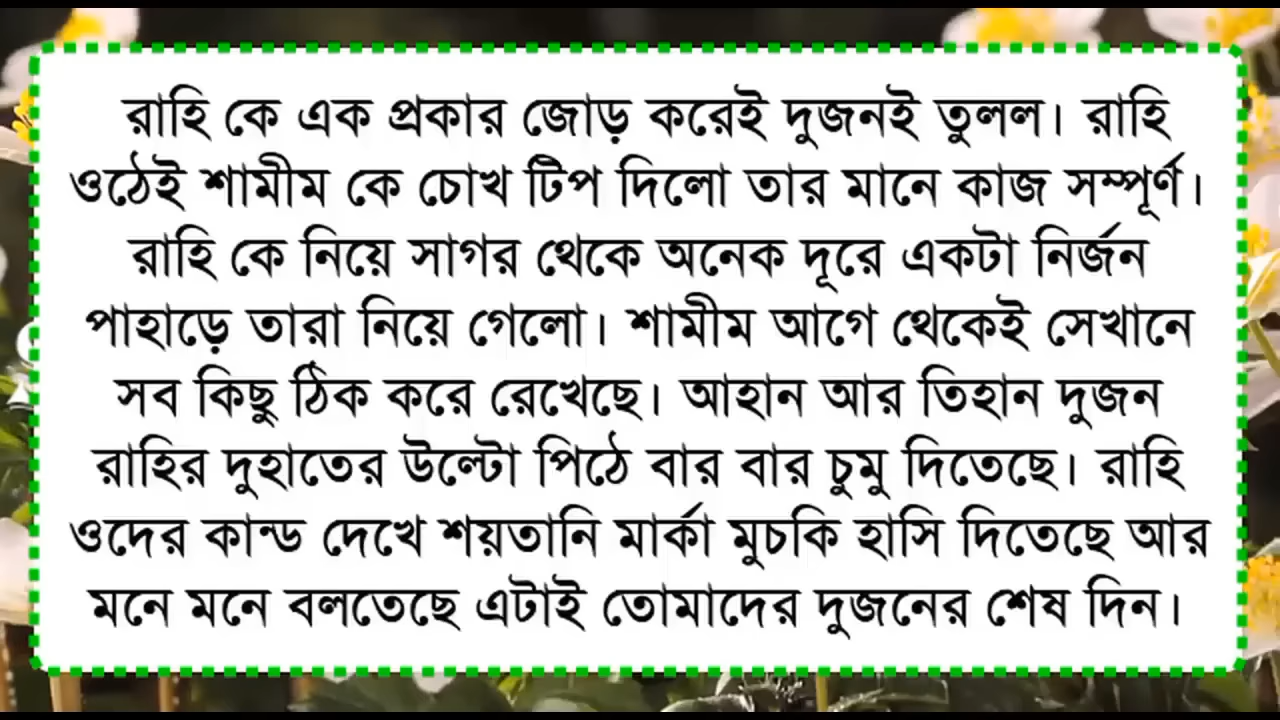 রাহি কে এক প্রকার জোড় করেই দুজনই তুলল। রাহি
ওঠেই শামীম কে চোখ টিপ দিলো তার মানে কাজ সম্পূর্ণ।
রাহি কে নিয়ে সাগর থেকে অনেক দূরে একটা নির্জন
পাহাড়ে তারা নিয়ে গেলো। শামীম আগে থেকেই সেখানে
সব কিছু ঠিক করে রেখেছে। আহান আর তিহান দুজন
রাহির দুহাতের উল্টো পিঠে বার বার চুমু দিতেছে। রাহি
ওদের কান্ড দেখে শয়তানি মার্কা মুচকি হাসি দিতেছে আর
মনে মনে বলতেছে এটাই তোমাদের দুজনের শেষ দিন।